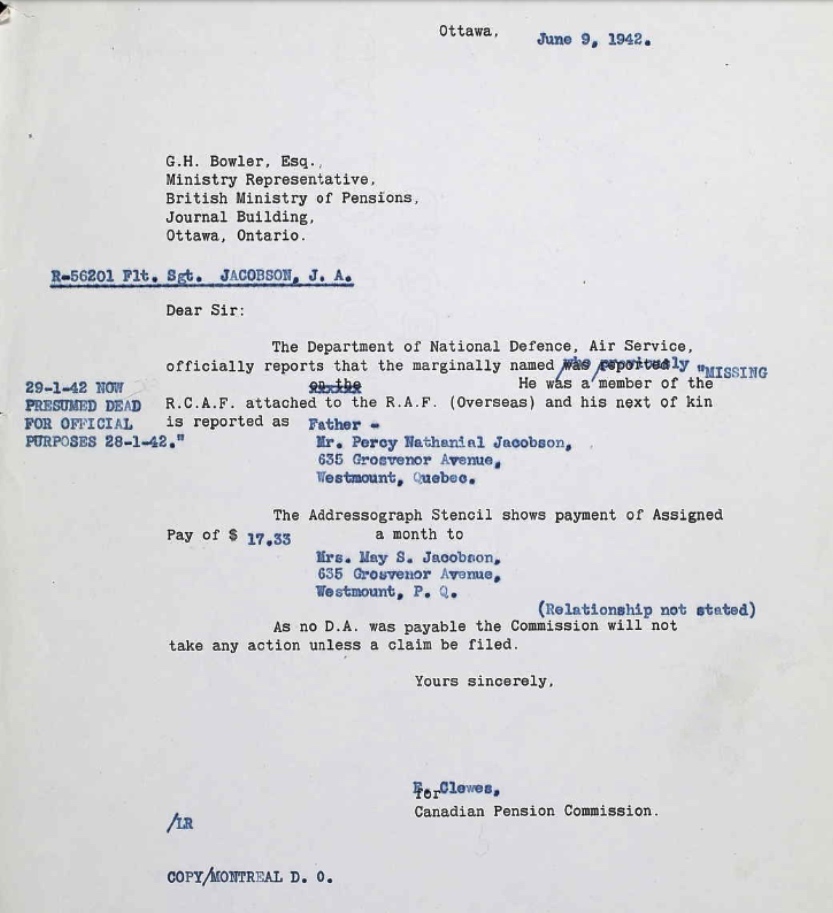 Ottawa,   June 9, 1942.
G.H. Bowler, Esq.,
Ministry Representative,
British Ministry of Pensions,
Journal Building,
Ottawa, Ontario.
R-56201 Flt. Sgt. JACOBSON, J. A.
Dear Sir:
The Department of National Defence, Air Service,
officially reports that the marginally named was "MISSING
29-1-42 NOW
PRESUMED DEAD
FOR OFFICIAL
PURPOSES 28-1-42."
on the He was a member of the
R.C.A.F. attached to the R.A.F. (Overseas) and his next of kin
is reported as Father -
Mr. Percy Nathanial Jacobson,
635 Grosvenor Avenue,
Westmount, Quebec.
The Addressograph Stencil shows payment of Assigned
Pay of $ 17.33 a month to
Mrs. May S. Jacobson,
635 Grosvenor Avenue,
Westmount, P. Q.
(Relationship not stated)
As no D.A. was payable the Commission will not
take any action unless a claim be filed.
Yours sincerely,
E. Clewes,
for
Canadian Pension Commission.
/LR
COPY/MONTREAL D. O.